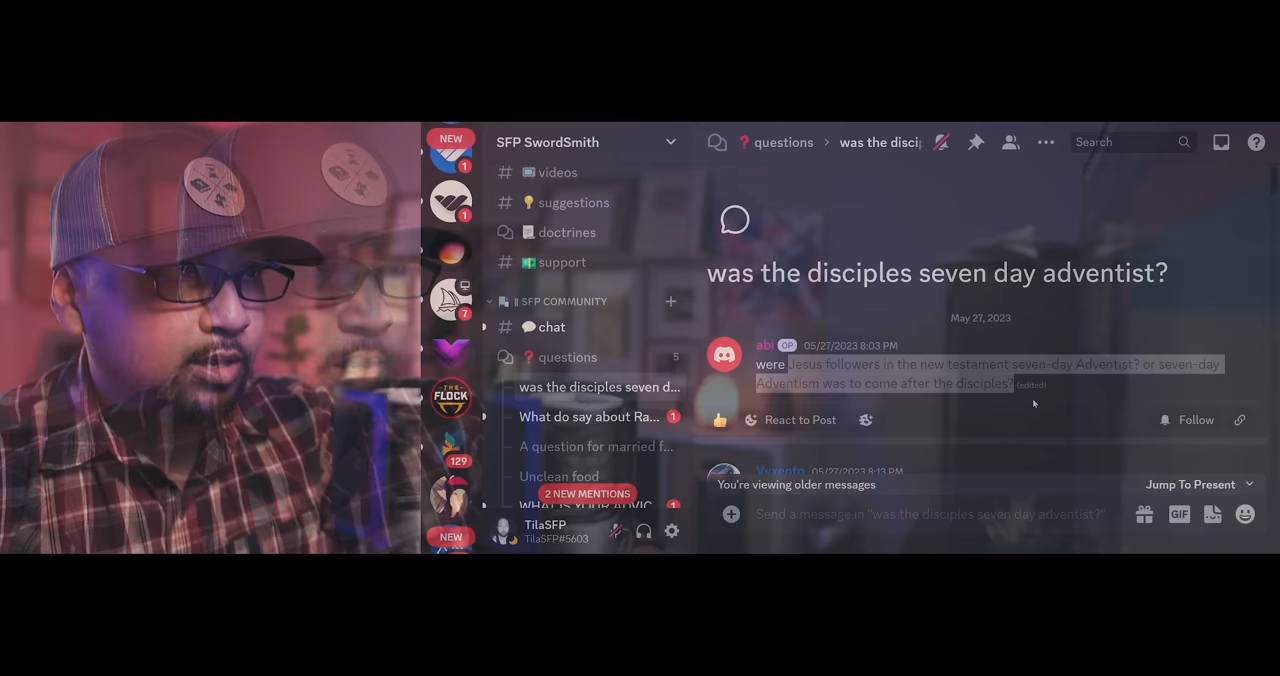 NEW
1
1
7
THE
FLOCK
129
NEW
SFP SwordSmith
# videos
# suggestions
doctrines
# support
SFP COMMUNITY
# chat
questions 5
was the disciples seven d...
What do say about Ra... 1
A question for married f...
Unclean food
2 NEW MENTIONS
TilaSFP
TilaSFP#5603
questions > was the discip
Search
was the disciples seven day adventist?
May 27, 2023
abi OP 05/27/2023 8:03 PM
were Jesus followers in the new testament seven-day Adventist? or seven-day
Adventism was to come after the disciples? (edited)
React to Post
Follow
Vyxento 05/27/2023 8:13 PM
You're viewing older messages
Jump To Present
Send a message in "was the disciples seven day adventist?"
GIF